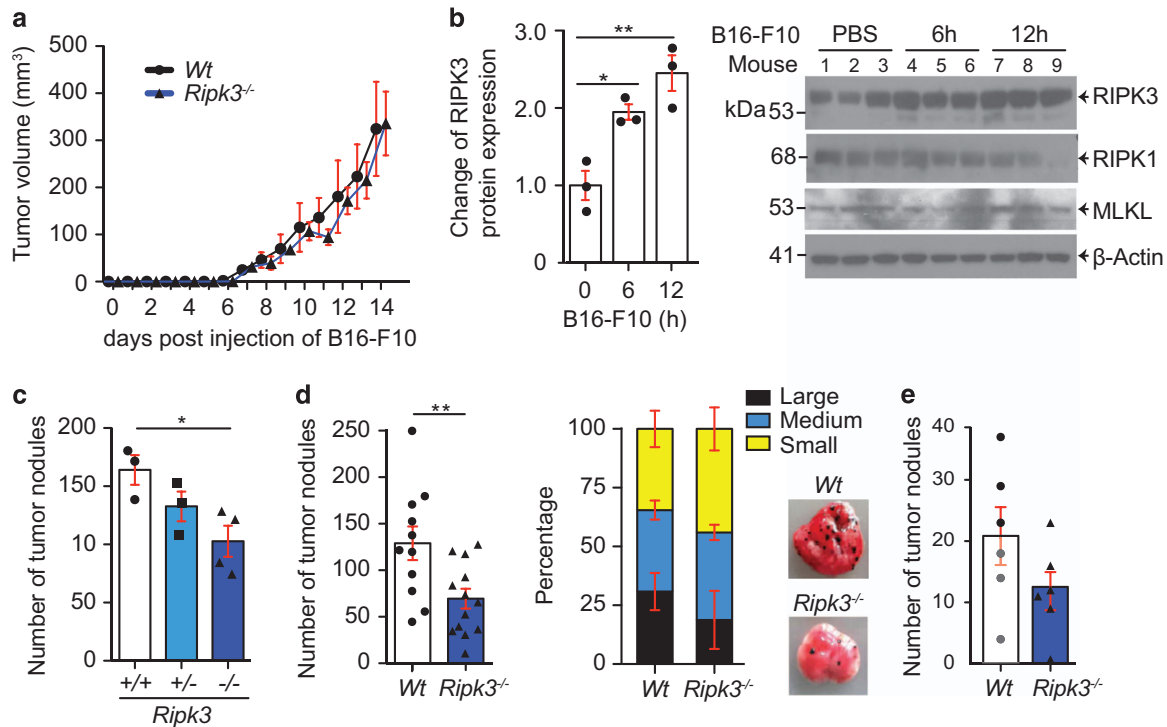 a
Tumor volume (mm³)
500
400
300
200
100
0
Wt
Ripk3-/-
0 2 4 6 8 10 12 14
days post injection of B16-F10
b
Change of RIPK3
protein expression
3.0
2.0
1.0
0.0
**
*
0 6 12
B16-F10 (h)
B16-F10 PBS 6h 12h
Mouse 1 2 3 4 5 6 7 8 9
kDa
53 RIPK3
68 RIPK1
53 MLKL
41 β-Actin
c
Number of tumor nodules
200
150
100
50
0
*
+/+ +/- -/-
Ripk3
d
Number of tumor nodules
250
200
150
100
50
0
**
Wt Ripk3-/-
Large
Medium
Small
Percentage
100
75
50
25
0
Wt Ripk3-/-
Wt
Ripk3-/-
e
Number of tumor nodules
40
30
20
10
0
Wt Ripk3-/-